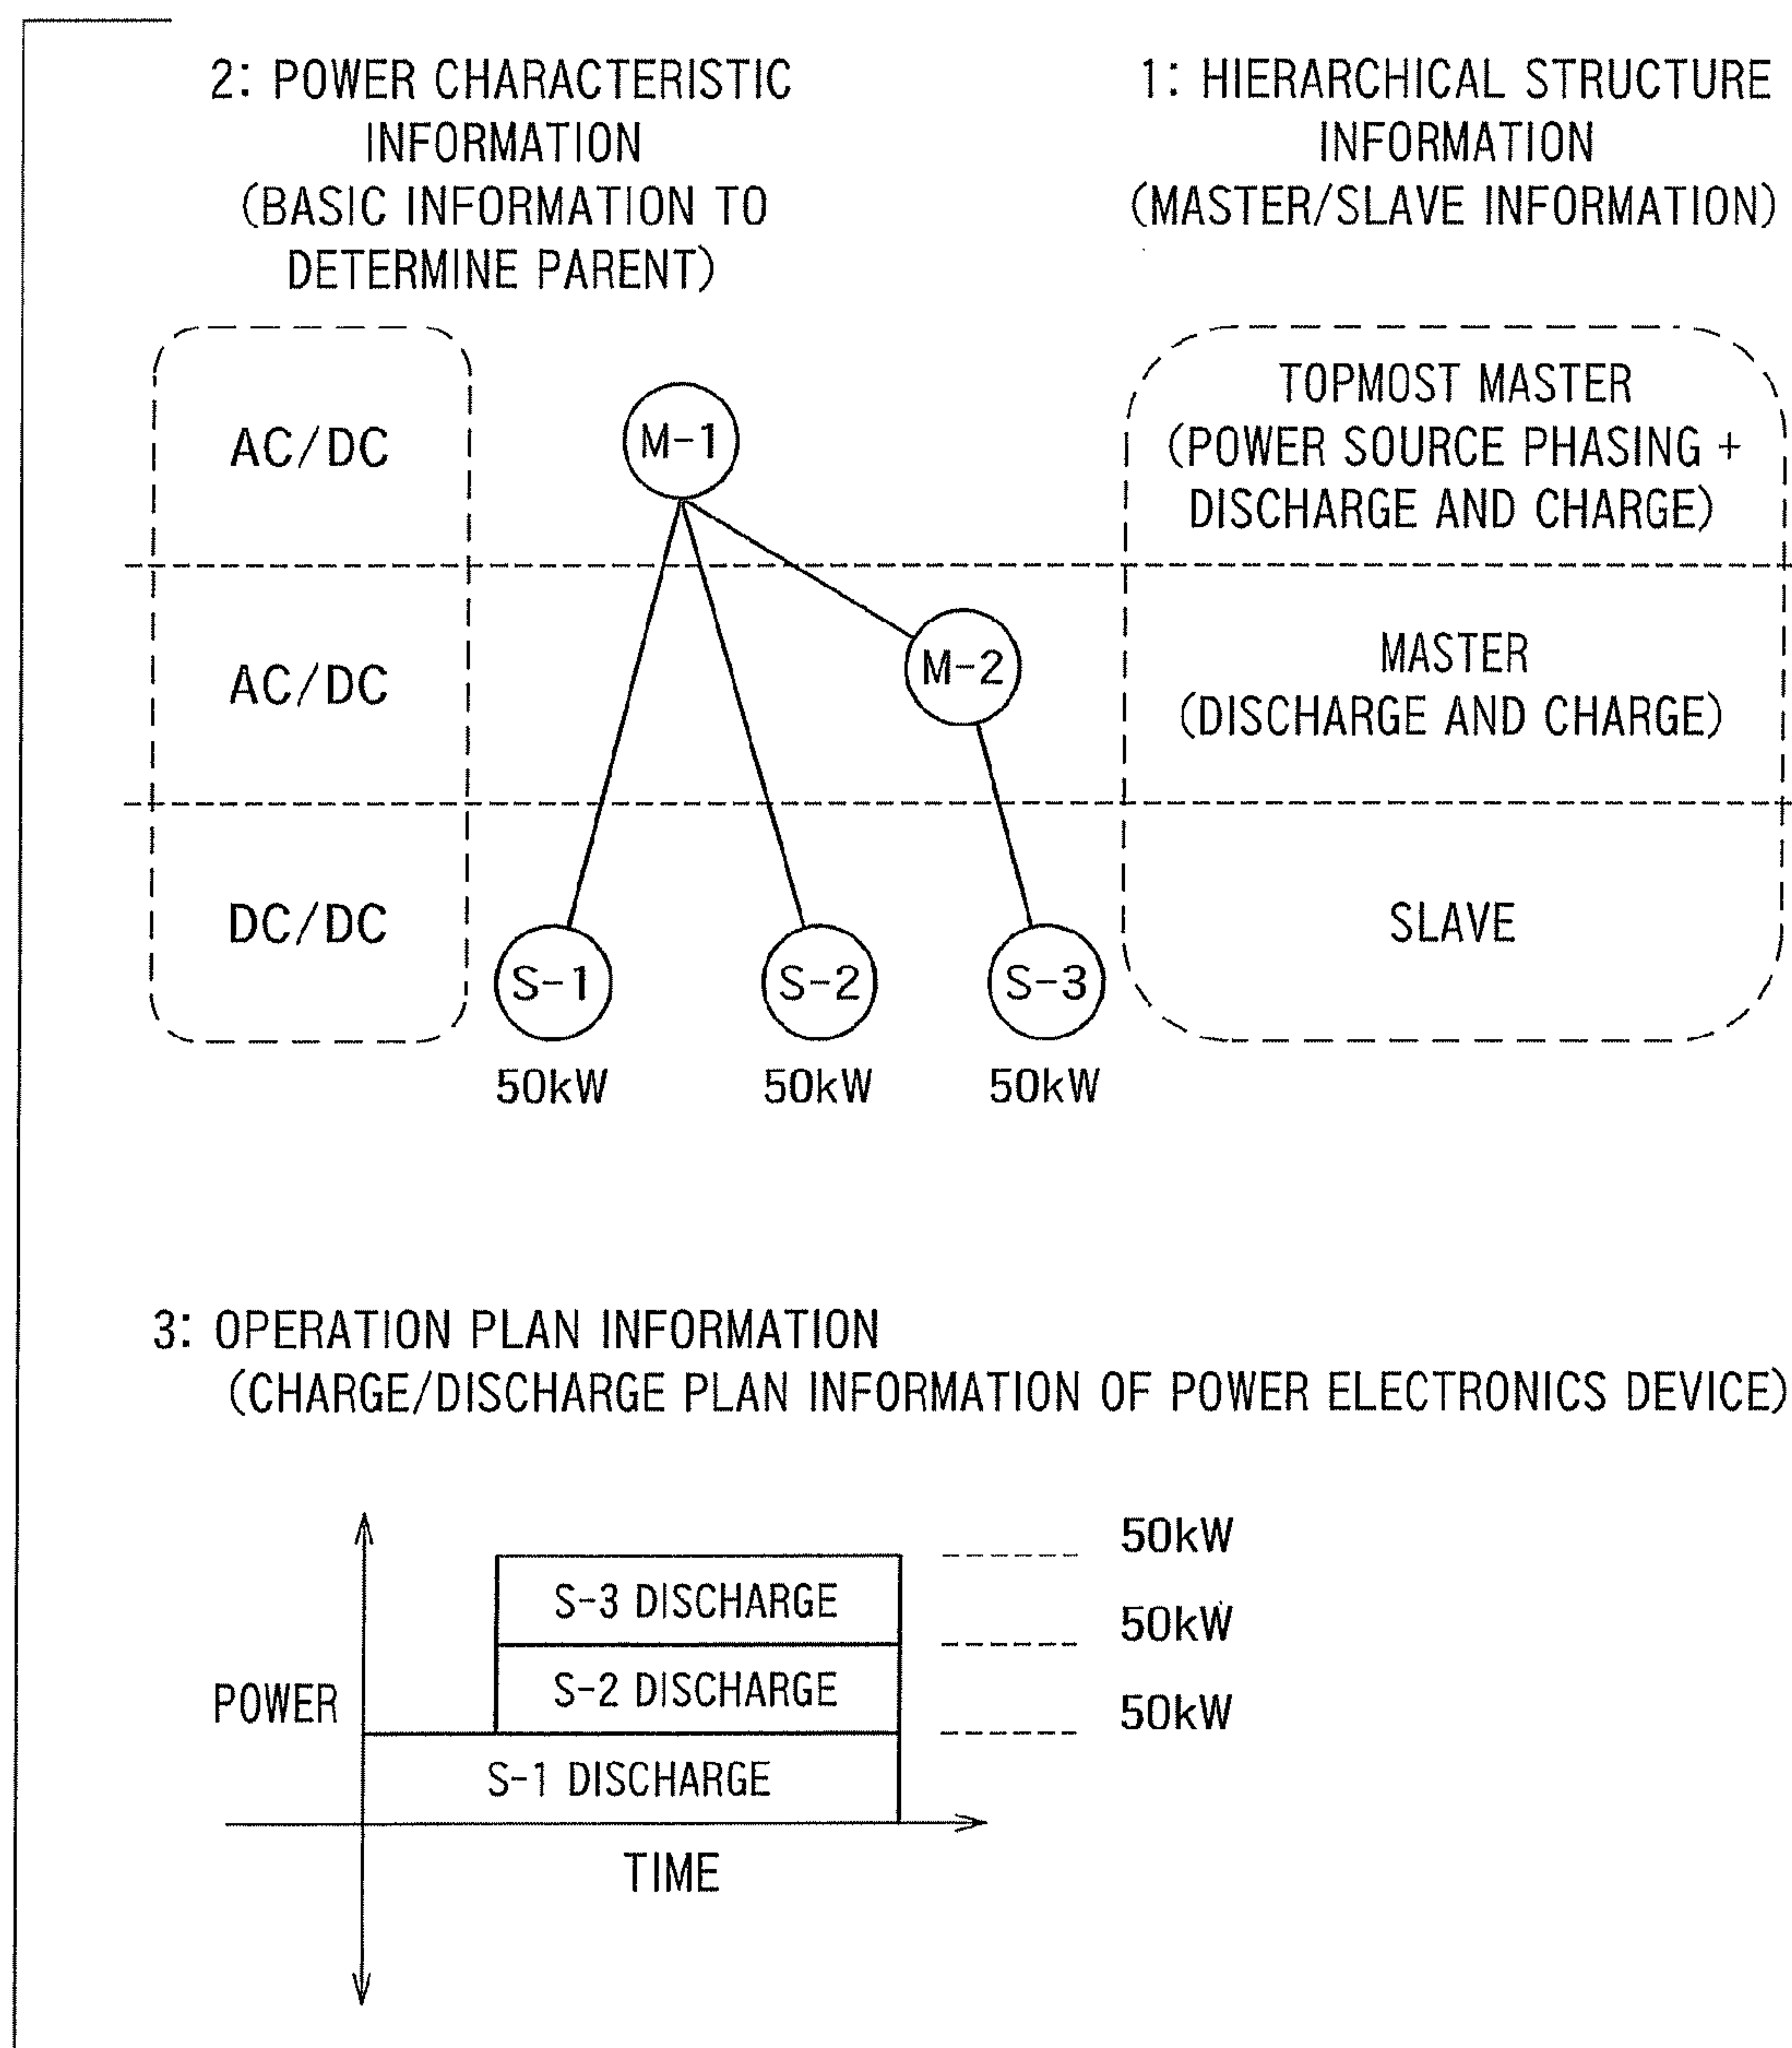 2: POWER CHARACTERISTIC
INFORMATION
(BASIC INFORMATION TO
DETERMINE PARENT)
1: HIERARCHICAL STRUCTURE
INFORMATION
(MASTER/SLAVE INFORMATION)
AC/DC
M-1
TOPMOST MASTER
(POWER SOURCE PHASING +
DISCHARGE AND CHARGE)
AC/DC
M-2
MASTER
(DISCHARGE AND CHARGE)
DC/DC
S-1
S-2
S-3
SLAVE
50kW
50kW
50kW
3: OPERATION PLAN INFORMATION
(CHARGE/DISCHARGE PLAN INFORMATION OF POWER ELECTRONICS DEVICE)
50kW
S-3 DISCHARGE
50kW
S-2 DISCHARGE
POWER
50kW
S-1 DISCHARGE
TIME